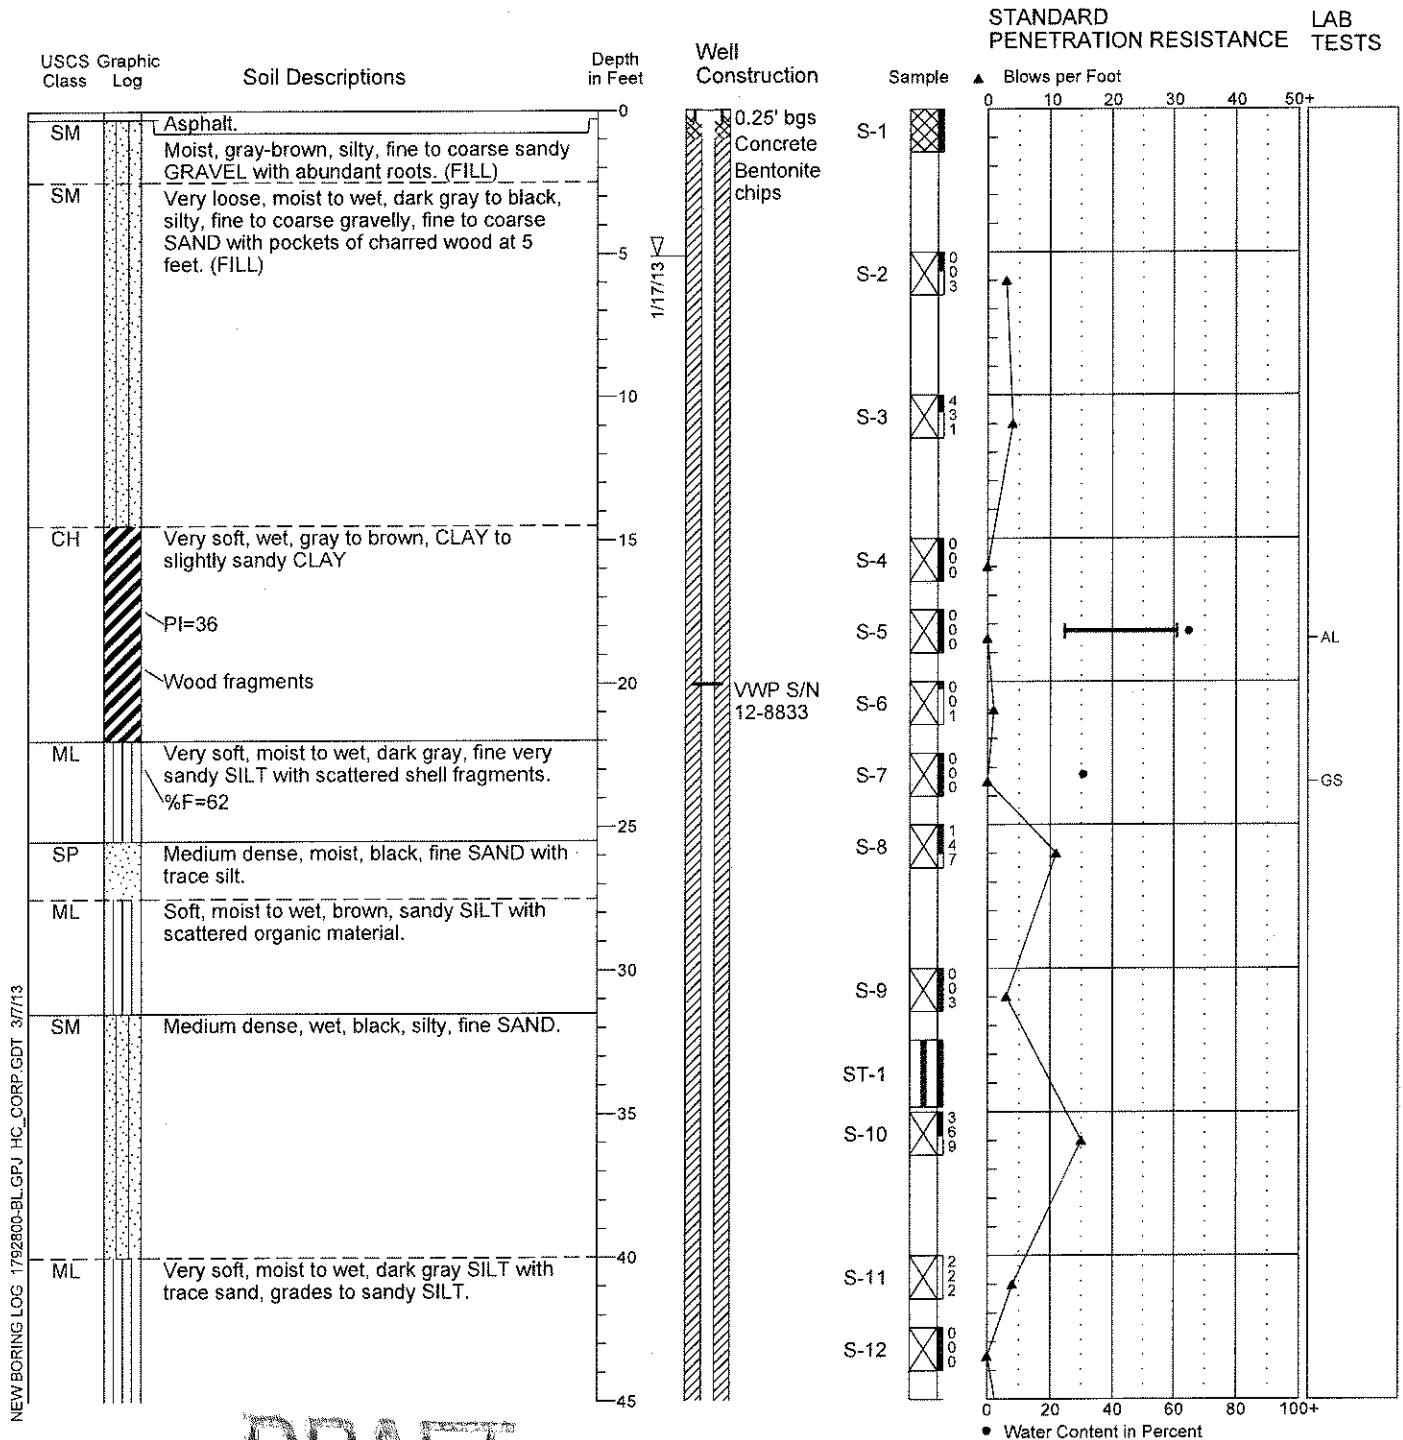 STANDARD
PENETRATION RESISTANCE
LAB
TESTS
USCS Graphic
Class Log
Soil Descriptions
Depth
in Feet
Well
Construction
Sample
▲ Blows per Foot
0 10 20 30 40 50+
SM
Asphalt.
Moist, gray-brown, silty, fine to coarse sandy
GRAVEL with abundant roots. (FILL)
SM
Very loose, moist to wet, dark gray to black,
silty, fine to coarse gravelly, fine to coarse
SAND with pockets of charred wood at 5
feet. (FILL)
CH
Very soft, wet, gray to brown, CLAY to
slightly sandy CLAY
PI=36
Wood fragments
ML
Very soft, moist to wet, dark gray, fine very
sandy SILT with scattered shell fragments.
%F=62
SP
Medium dense, moist, black, fine SAND with
trace silt.
ML
Soft, moist to wet, brown, sandy SILT with
scattered organic material.
SM
Medium dense, wet, black, silty, fine SAND.
ML
Very soft, moist to wet, dark gray SILT with
trace sand, grades to sandy SILT.
0
5
10
15
20
25
30
35
40
45
1/17/13
0.25' bgs
Concrete
Bentonite
chips
VWP S/N
12-8833
S-1
S-2
0
0
3
S-3
4
3
1
S-4
0
0
0
S-5
0
0
0
S-6
0
0
1
S-7
0
0
0
S-8
1
4
7
S-9
0
0
3
ST-1
S-10
3
6
9
S-11
2
2
2
S-12
0
0
0
AL
GS
0 20 40 60 80 100+
● Water Content in Percent
NEW BORING LOG 1792800-BL.GPJ HC_CORP.GDT 3/7/13
DRAFT